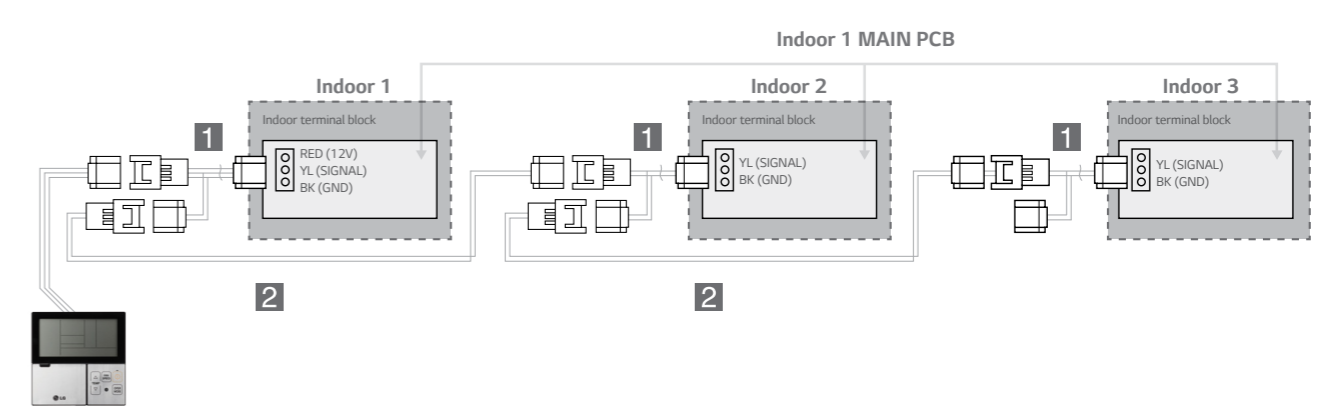 Indoor 1 MAIN PCB
Indoor 1
Indoor 2
Indoor 3
Indoor terminal block
Indoor terminal block
Indoor terminal block
1
1
1
RED (12V)
YL (SIGNAL)
BK (GND)
YL (SIGNAL)
BK (GND)
YL (SIGNAL)
BK (GND)
2
2
LG